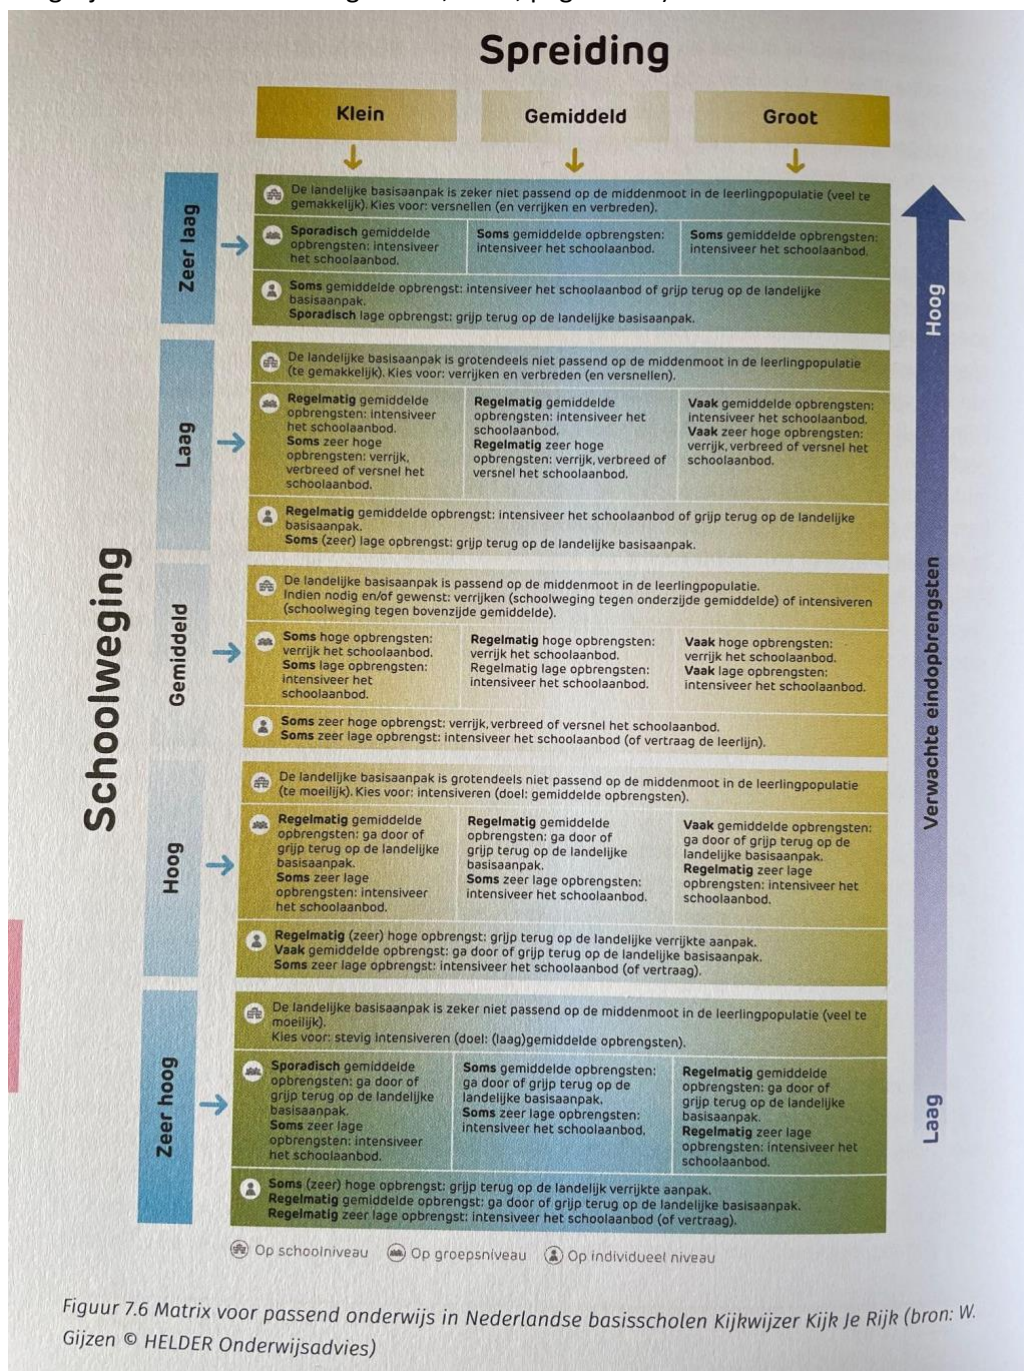 Spreiding
Klein
Gemiddeld
Groot
Schoolweging
Zeer laag
De landelijke basisaanpak is zeker niet passend op de middenmoot in de leerlingpopulatie (veel te
gemakkelijk). Kies voor: versnellen (en verrijken en verbreden).
Sporadisch gemiddelde
opbrengsten: intensiveer
het schoolaanbod.
Soms gemiddelde opbrengsten:
intensiveer het schoolaanbod.
Soms gemiddelde opbrengsten:
intensiveer het schoolaanbod.
Soms gemiddelde opbrengst: intensiveer het schoolaanbod of grijp terug op de landelijke
basisaanpak.
Sporadisch lage opbrengst: grijp terug op de landelijke basisaanpak.
Laag
De landelijke basisaanpak is grotendeels niet passend op de middenmoot in de leerlingpopulatie
(te gemakkelijk). Kies voor: verrijken en verbreden (en versnellen).
Regelmatig gemiddelde
opbrengsten: intensiveer
het schoolaanbod.
Soms zeer hoge
opbrengsten: verrijk,
verbreed of versnel het
schoolaanbod.
Regelmatig gemiddelde
opbrengsten: intensiveer het
schoolaanbod.
Regelmatig zeer hoge
opbrengsten: verrijk, verbreed of
versnel het schoolaanbod.
Vaak gemiddelde opbrengsten:
intensiveer het schoolaanbod.
Vaak zeer hoge opbrengsten:
verrijk, verbreed of versnel het
schoolaanbod.
Regelmatig gemiddelde opbrengst: intensiveer het schoolaanbod of grijp terug op de landelijke
basisaanpak.
Soms (zeer) lage opbrengst: grijp terug op de landelijke basisaanpak.
Gemiddeld
De landelijke basisaanpak is passend op de middenmoot in de leerlingpopulatie.
Indien nodig en/of gewenst: verrijken (schoolweging tegen onderzijde gemiddelde) of intensiveren
(schoolweging tegen bovenzijde gemiddelde).
Soms hoge opbrengsten:
verrijk het schoolaanbod.
Soms lage opbrengsten:
intensiveer het
schoolaanbod.
Regelmatig hoge opbrengsten:
verrijk het schoolaanbod.
Regelmatig lage opbrengsten:
intensiveer het schoolaanbod.
Vaak hoge opbrengsten:
verrijk het schoolaanbod.
Vaak lage opbrengsten:
intensiveer het schoolaanbod.
Soms zeer hoge opbrengst: verrijk, verbreed of versnel het schoolaanbod.
Soms zeer lage opbrengst: intensiveer het schoolaanbod (of vertraag de leerlijn).
Hoog
De landelijke basisaanpak is grotendeels niet passend op de middenmoot in de leerlingpopulatie
(te moeilijk). Kies voor: intensiveren (doel: gemiddelde opbrengsten).
Regelmatig gemiddelde
opbrengsten: ga door of
grijp terug op de landelijke
basisaanpak.
Soms zeer lage
opbrengsten: intensiveer
het schoolaanbod.
Regelmatig gemiddelde
opbrengsten: ga door of
grijp terug op de landelijke
basisaanpak.
Soms zeer lage opbrengsten:
intensiveer het schoolaanbod.
Vaak gemiddelde opbrengsten:
ga door of grijp terug op de
landelijke basisaanpak.
Regelmatig zeer lage
opbrengsten: intensiveer het
schoolaanbod.
Regelmatig (zeer) hoge opbrengst: grijp terug op de landelijke verrijkte aanpak.
Vaak gemiddelde opbrengst: ga door of grijp terug op de landelijke basisaanpak.
Soms zeer lage opbrengst: intensiveer het schoolaanbod (of vertraag).
Zeer hoog
De landelijke basisaanpak is zeker niet passend op de middenmoot in de leerlingpopulatie (veel te
moeilijk).
Kies voor: stevig intensiveren (doel: (laag)gemiddelde opbrengsten).
Sporadisch gemiddelde
opbrengsten: ga door of
grijp terug op de landelijke
basisaanpak.
Soms zeer lage
opbrengsten: intensiveer
het schoolaanbod.
Soms gemiddelde opbrengsten:
ga door of grijp terug op de
landelijke basisaanpak.
Soms zeer lage opbrengsten:
intensiveer het schoolaanbod.
Regelmatig gemiddelde
opbrengsten: ga door of
grijp terug op de landelijke
basisaanpak.
Regelmatig zeer lage
opbrengsten: intensiveer het
schoolaanbod.
Soms (zeer) hoge opbrengst: grijp terug op de landelijk verrijkte aanpak.
Regelmatig gemiddelde opbrengst: ga door of grijp terug op de landelijke basisaanpak.
Regelmatig zeer lage opbrengst: intensiveer het schoolaanbod (of vertraag).
Hoog
Verwachte eindopbrengsten
Laag
Op schoolniveau
Op groepsniveau
Op individueel niveau
Figuur 7.6 Matrix voor passend onderwijs in Nederlandse basisscholen Kijkwijzer Kijk Je Rijk (bron: W.
Gijzen © HELDER Onderwijsadvies)